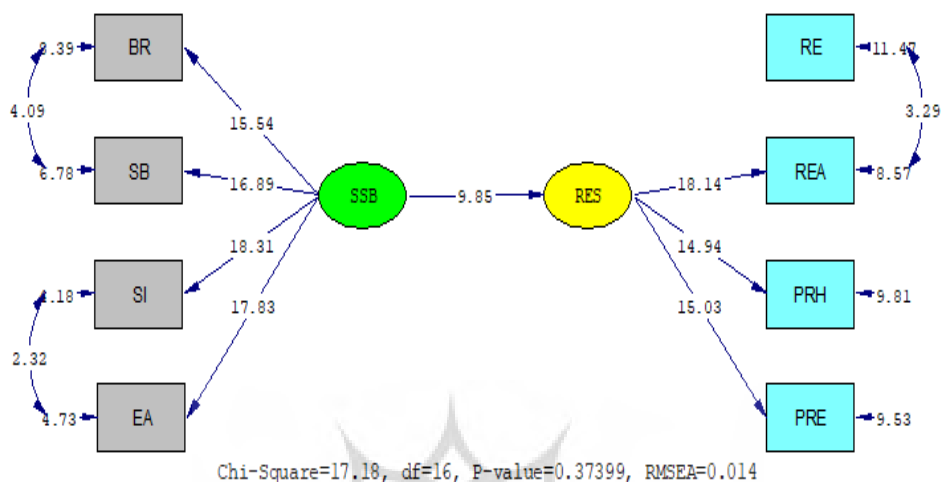 BR
RE
11.47
4.09
15.54
3.29
6.78
SB
16.89
SSB
9.85
RES
18.14
REA
8.57
18.31
14.94
SI
17.83
15.03
PRH
9.81
2.32
4.73
EA
PRE
9.53
Chi-Square=17.18, df=16, P-value=0.37399, RMSEA=0.014